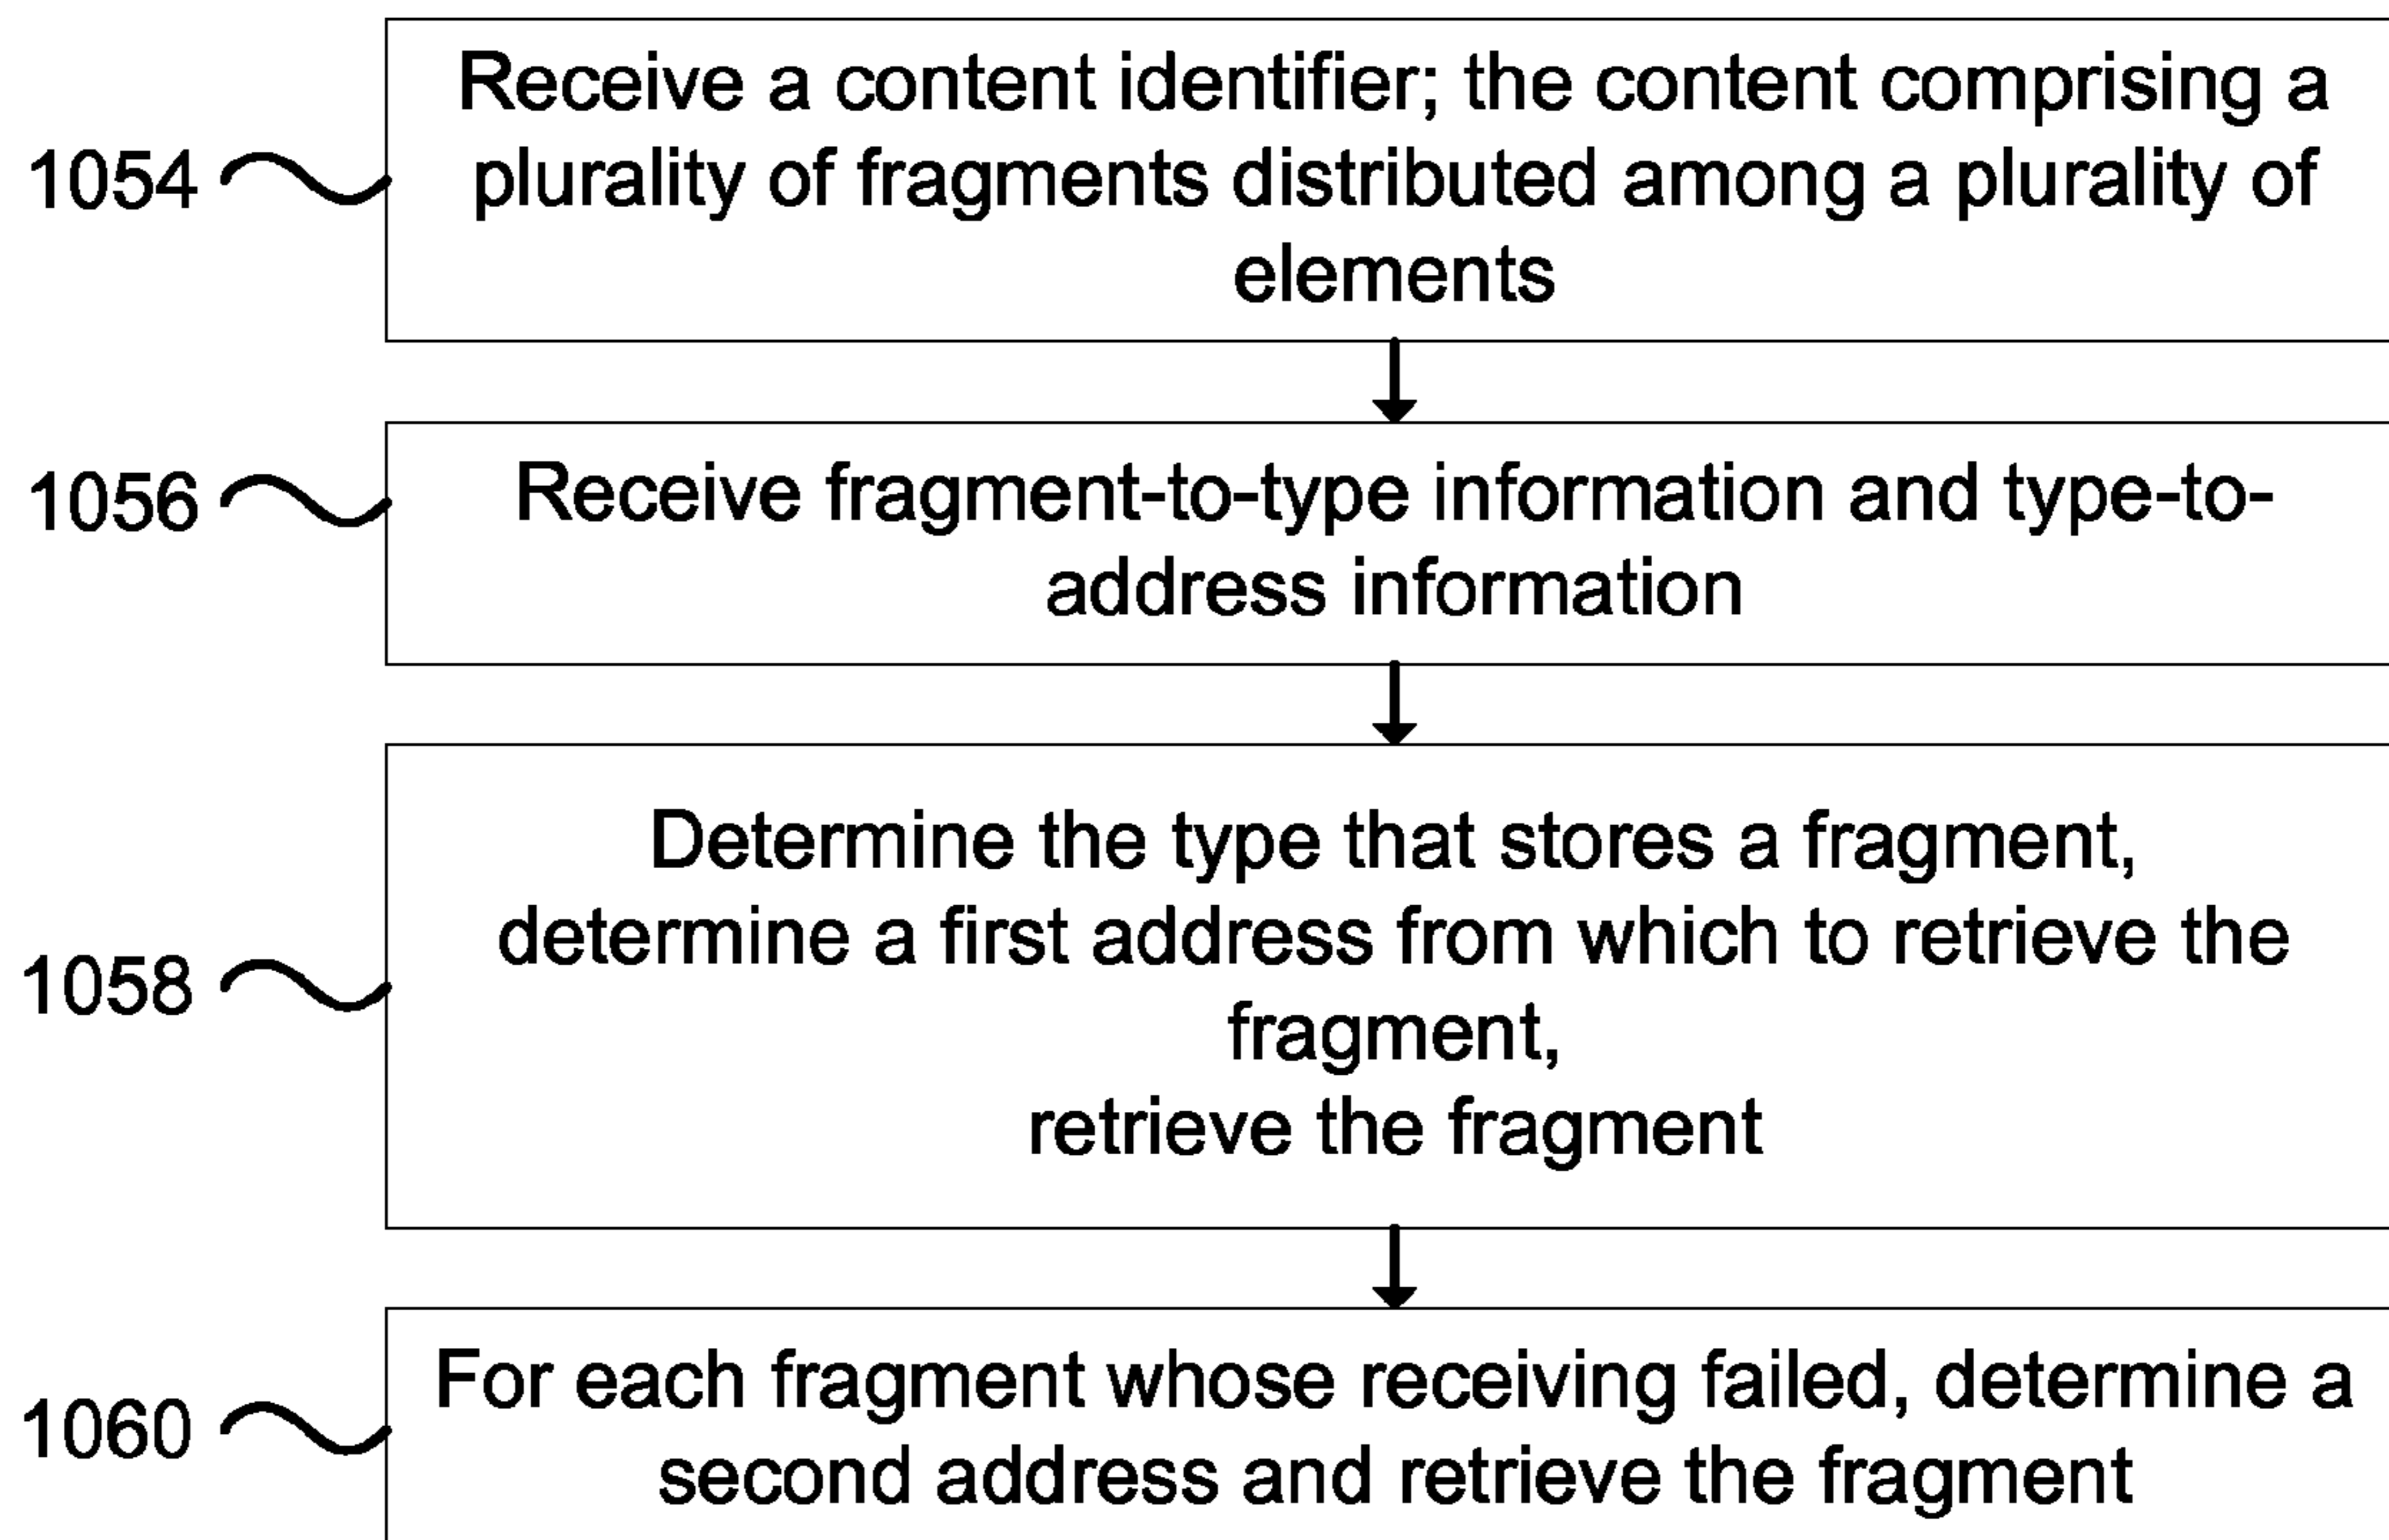 Receive a content identifier; the content comprising a
1054
plurality of fragments distributed among a plurality of
elements
1056
Receive fragment-to-type information and type-to-
address information
Determine the type that stores a fragment,
determine a first address from which to retrieve the
1058
fragment,
retrieve the fragment
For each fragment whose receiving failed, determine a
1060
second address and retrieve the fragment